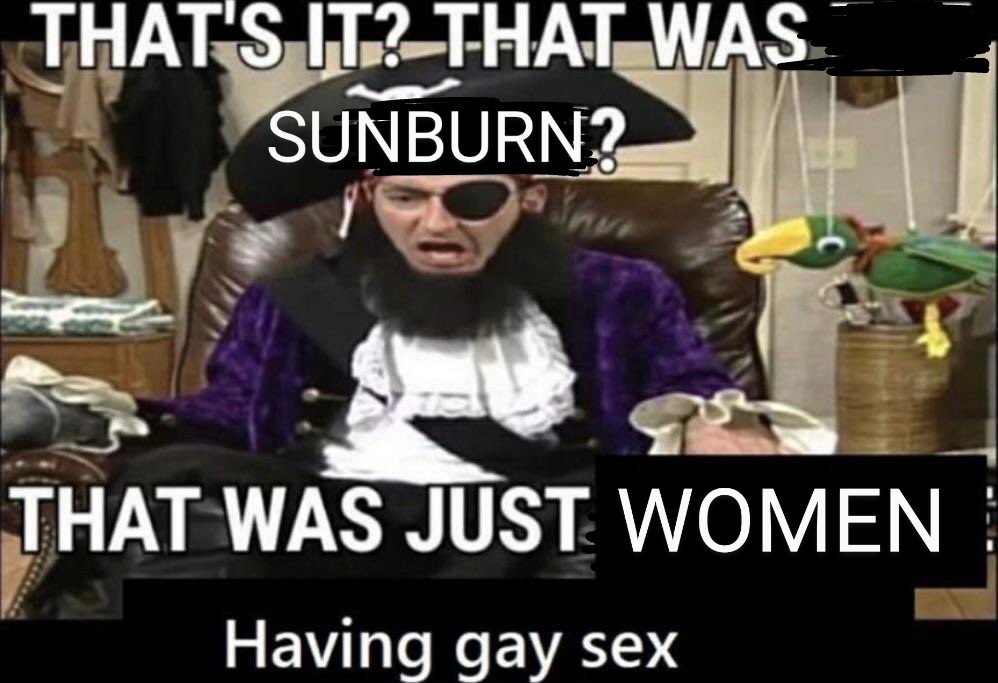 THAT'S IT? THAT WAS
SUNBURN?
THAT WAS JUST WOMEN
Having gay sex